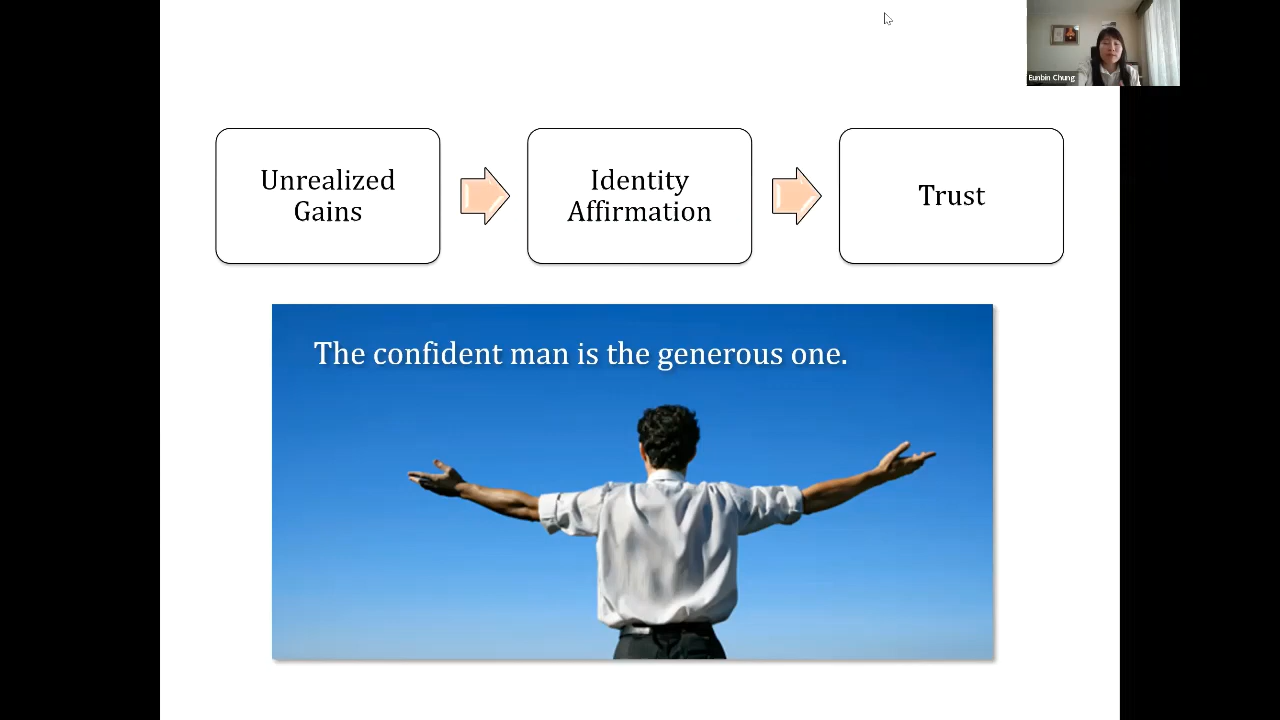 Eunbin Chung
Unrealized
Gains
Identity
Affirmation
Trust
The confident man is the generous one.